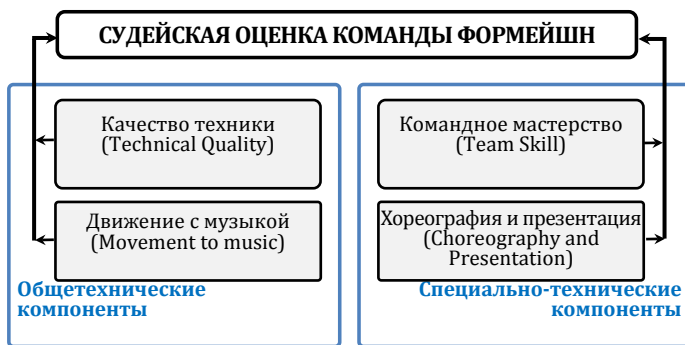 СУДЕЙСКАЯ ОЦЕНКА КОМАНДЫ ФОРМЕЙШН
Качество техники
(Technical Quality)
Движение с музыкой
(Movement to music)
Общетехнические
компоненты
Командное мастерство
(Team Skill)
Хореография и презентация
(Choreography and
Presentation)
Специально-технические
компоненты